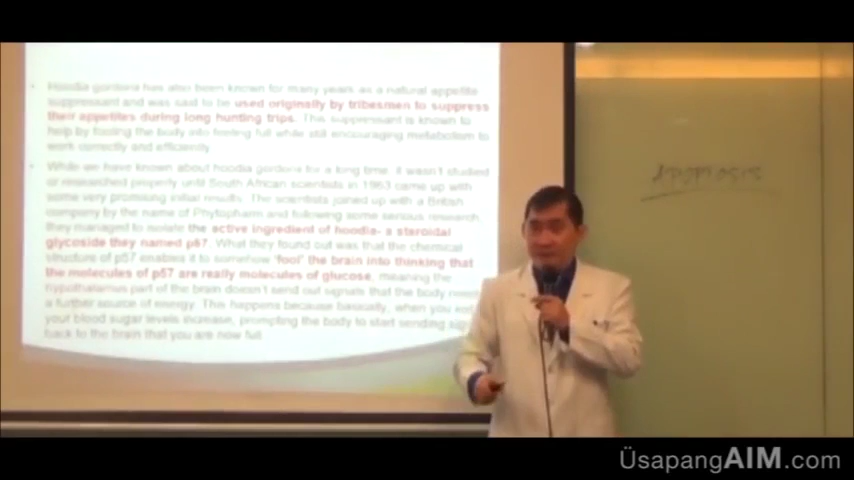 • Hoodia gordonia has also been known for many years as a natural appetite
suppressant and was said to be used originally by tribesmen to suppress
their appetites during long hunting trips. This suppressant is known to
help by fooling the body into feeling full while still encouraging metabolism to
work correctly and efficiently.
• While we have known about hoodia gordonia for a long time, it wasn't studied
or researched properly until South African scientists in 1963 came up with
some very promising initial results. The scientists joined up with a British
company by the name of Phytopharm and following some serious research,
they managed to isolate the active ingredient of hoodia- a steroidal
glycoside they named p57. What they found out was that the chemical
structure of p57 enables it to somehow 'fool' the brain into thinking that
the molecules of p57 are really molecules of glucose, meaning the
hypothalamus part of the brain doesn't send out signals that the body needs
a further source of energy. This happens because basically, when you eat
your blood sugar levels increase, prompting the body to start sending
back to the brain that you are now full.
APOPTOSIS
ÜsapangAIM.com